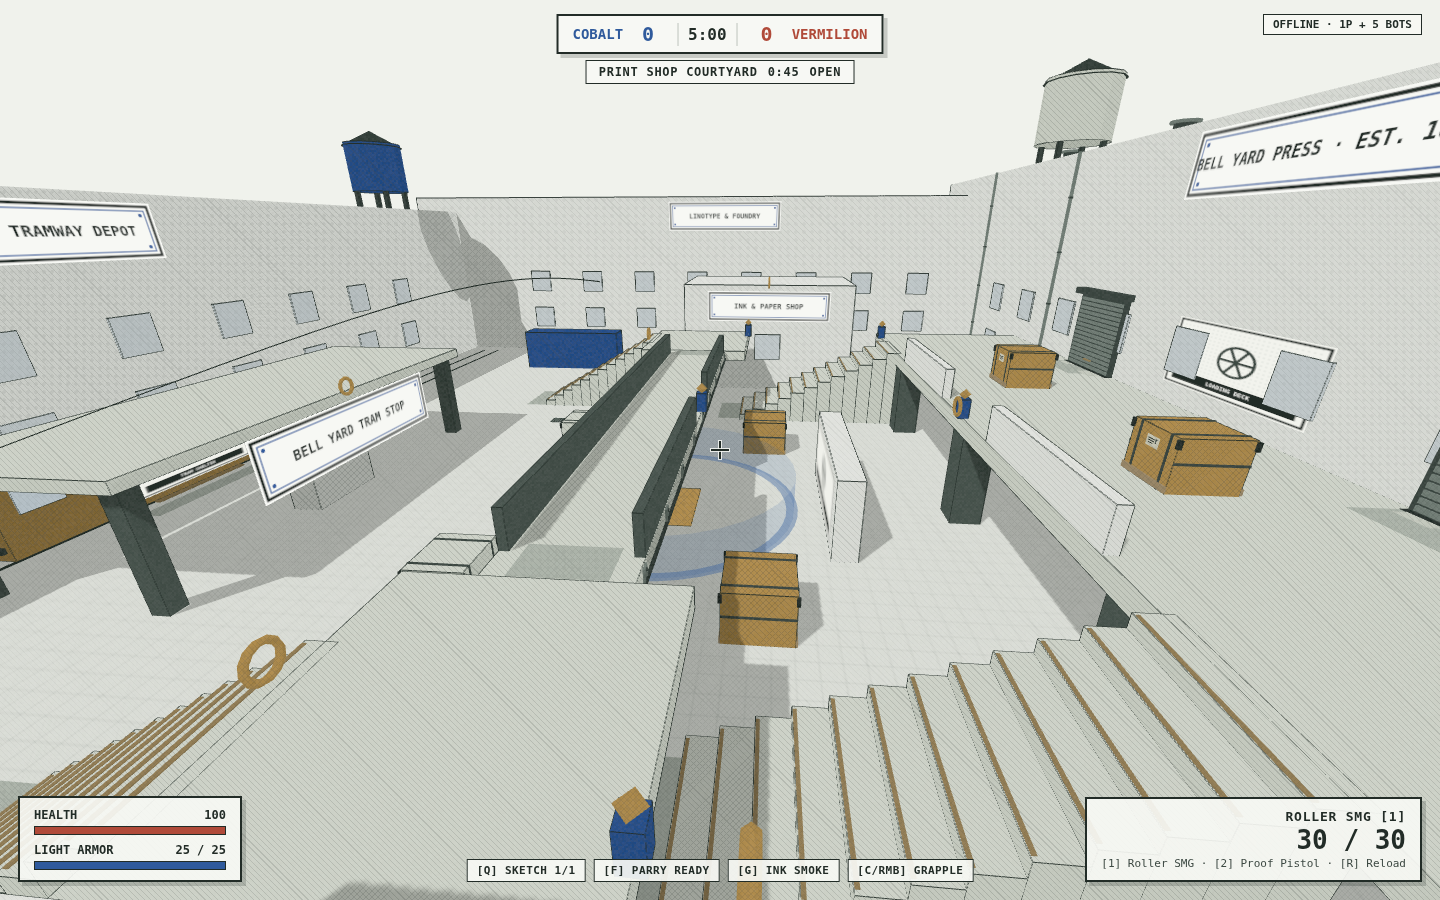 COBALT 0 5:00 0 VERMILION
PRINT SHOP COURTYARD 0:45 OPEN
OFFLINE · 1P + 5 BOTS
BELL YARD PRESS · EST.
TRAMWAY DEPOT
LINOTYPE & FOUNDRY
INK & PAPER SHOP
LOADING DECK
BELL YARD TRAM STOP
HEALTH 100
LIGHT ARMOR 25 / 25
[Q] SKETCH 1/1
[F] PARRY READY
[G] INK SMOKE
[C/RMB] GRAPPLE
ROLLER SMG [1]
30 / 30
[1] Roller SMG · [2] Proof Pistol · [R] Reload